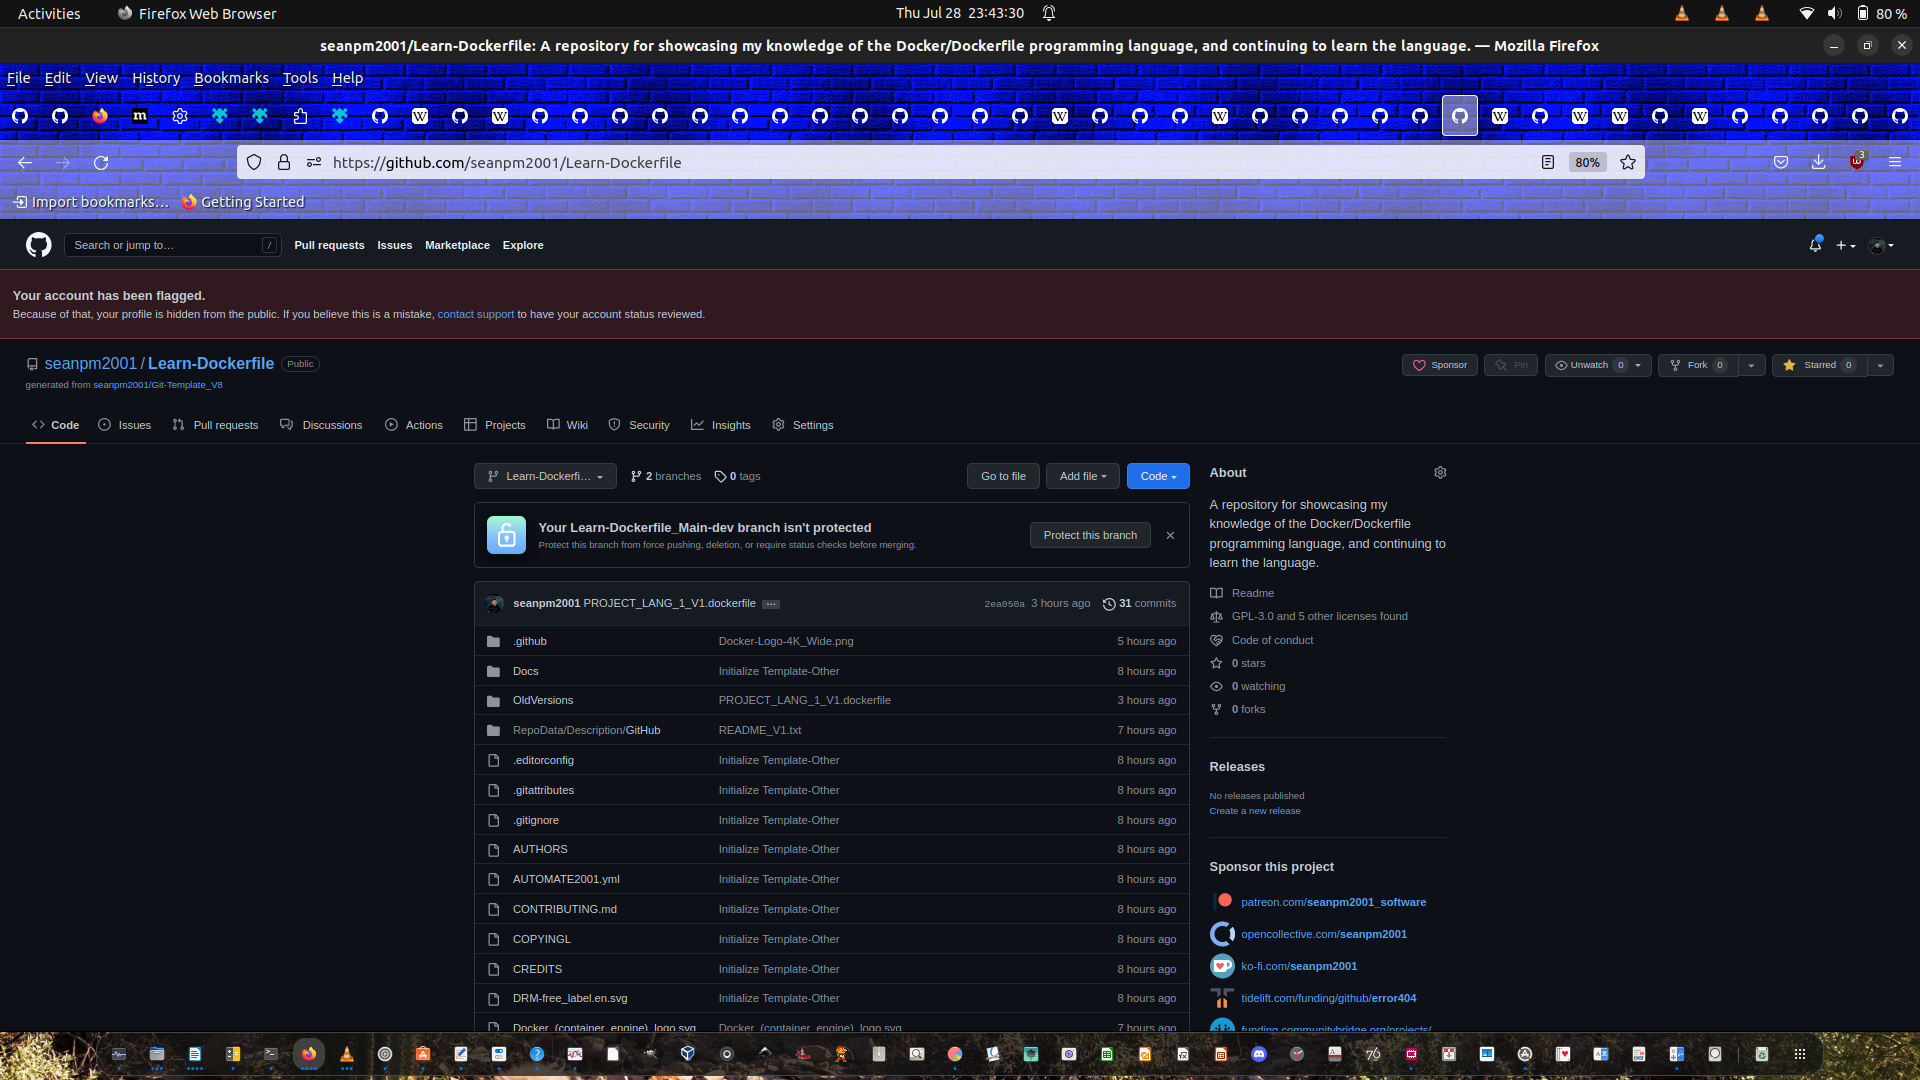 Activities
Firefox Web Browser
Thu Jul 28 23:43:30
80 %
seanpm2001/Learn-Dockerfile: A repository for showcasing my knowledge of the Docker/Dockerfile programming language, and continuing to learn the language. — Mozilla Firefox
File Edit View History Bookmarks Tools Help
https://github.com/seanpm2001/Learn-Dockerfile
80%
3
Import bookmarks…
Getting Started
Search or jump to…
/
Pull requests Issues Marketplace Explore
Your account has been flagged.
Because of that, your profile is hidden from the public. If you believe this is a mistake, contact support to have your account status reviewed.
seanpm2001 / Learn-Dockerfile
Public
Sponsor
Pin
Unwatch 0
Fork 0
Starred 0
generated from seanpm2001/Git-Template_V8
Code Issues Pull requests Discussions Actions Projects Wiki Security Insights Settings
Learn-Dockerfi…
2 branches
0 tags
Go to file
Add file
Code
Your Learn-Dockerfile_Main-dev branch isn't protected
Protect this branch from force pushing, deletion, or require status checks before merging.
Protect this branch
seanpm2001 PROJECT_LANG_1_V1.dockerfile
2ea050a 3 hours ago 31 commits
.github Docker-Logo-4K_Wide.png 5 hours ago
Docs Initialize Template-Other 8 hours ago
OldVersions PROJECT_LANG_1_V1.dockerfile 3 hours ago
RepoData/Description/GitHub README_V1.txt 7 hours ago
.editorconfig Initialize Template-Other 8 hours ago
.gitattributes Initialize Template-Other 8 hours ago
.gitignore Initialize Template-Other 8 hours ago
AUTHORS Initialize Template-Other 8 hours ago
AUTOMATE2001.yml Initialize Template-Other 8 hours ago
CONTRIBUTING.md Initialize Template-Other 8 hours ago
COPYINGL Initialize Template-Other 8 hours ago
CREDITS Initialize Template-Other 8 hours ago
DRM-free_label.en.svg Initialize Template-Other 8 hours ago
Docker_(container_engine)_logo.svg Docker_(container_engine)_logo.svg 7 hours ago
About
A repository for showcasing my
knowledge of the Docker/Dockerfile
programming language, and continuing to
learn the language.
Readme
GPL-3.0 and 5 other licenses found
Code of conduct
0 stars
0 watching
0 forks
Releases
No releases published
Create a new release
Sponsor this project
patreon.com/seanpm2001_software
opencollective.com/seanpm2001
ko-fi.com/seanpm2001
tidelift.com/funding/github/error404
funding.communitybridge.org/projects/